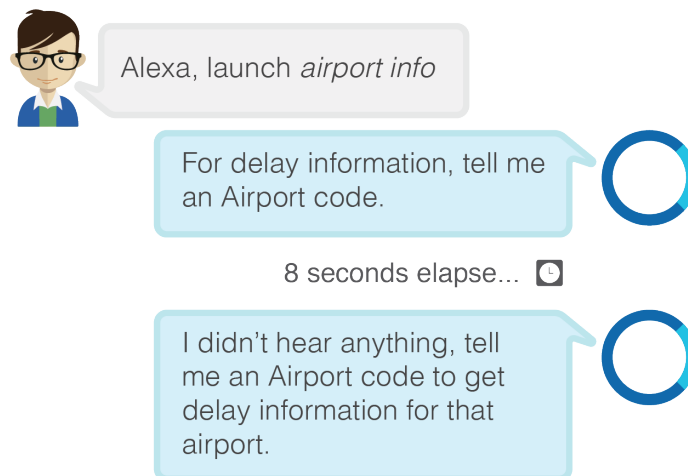 Alexa, launch airport info
For delay information, tell me
an Airport code.
8 seconds elapse...
I didn’t hear anything, tell
me an Airport code to get
delay information for that
airport.